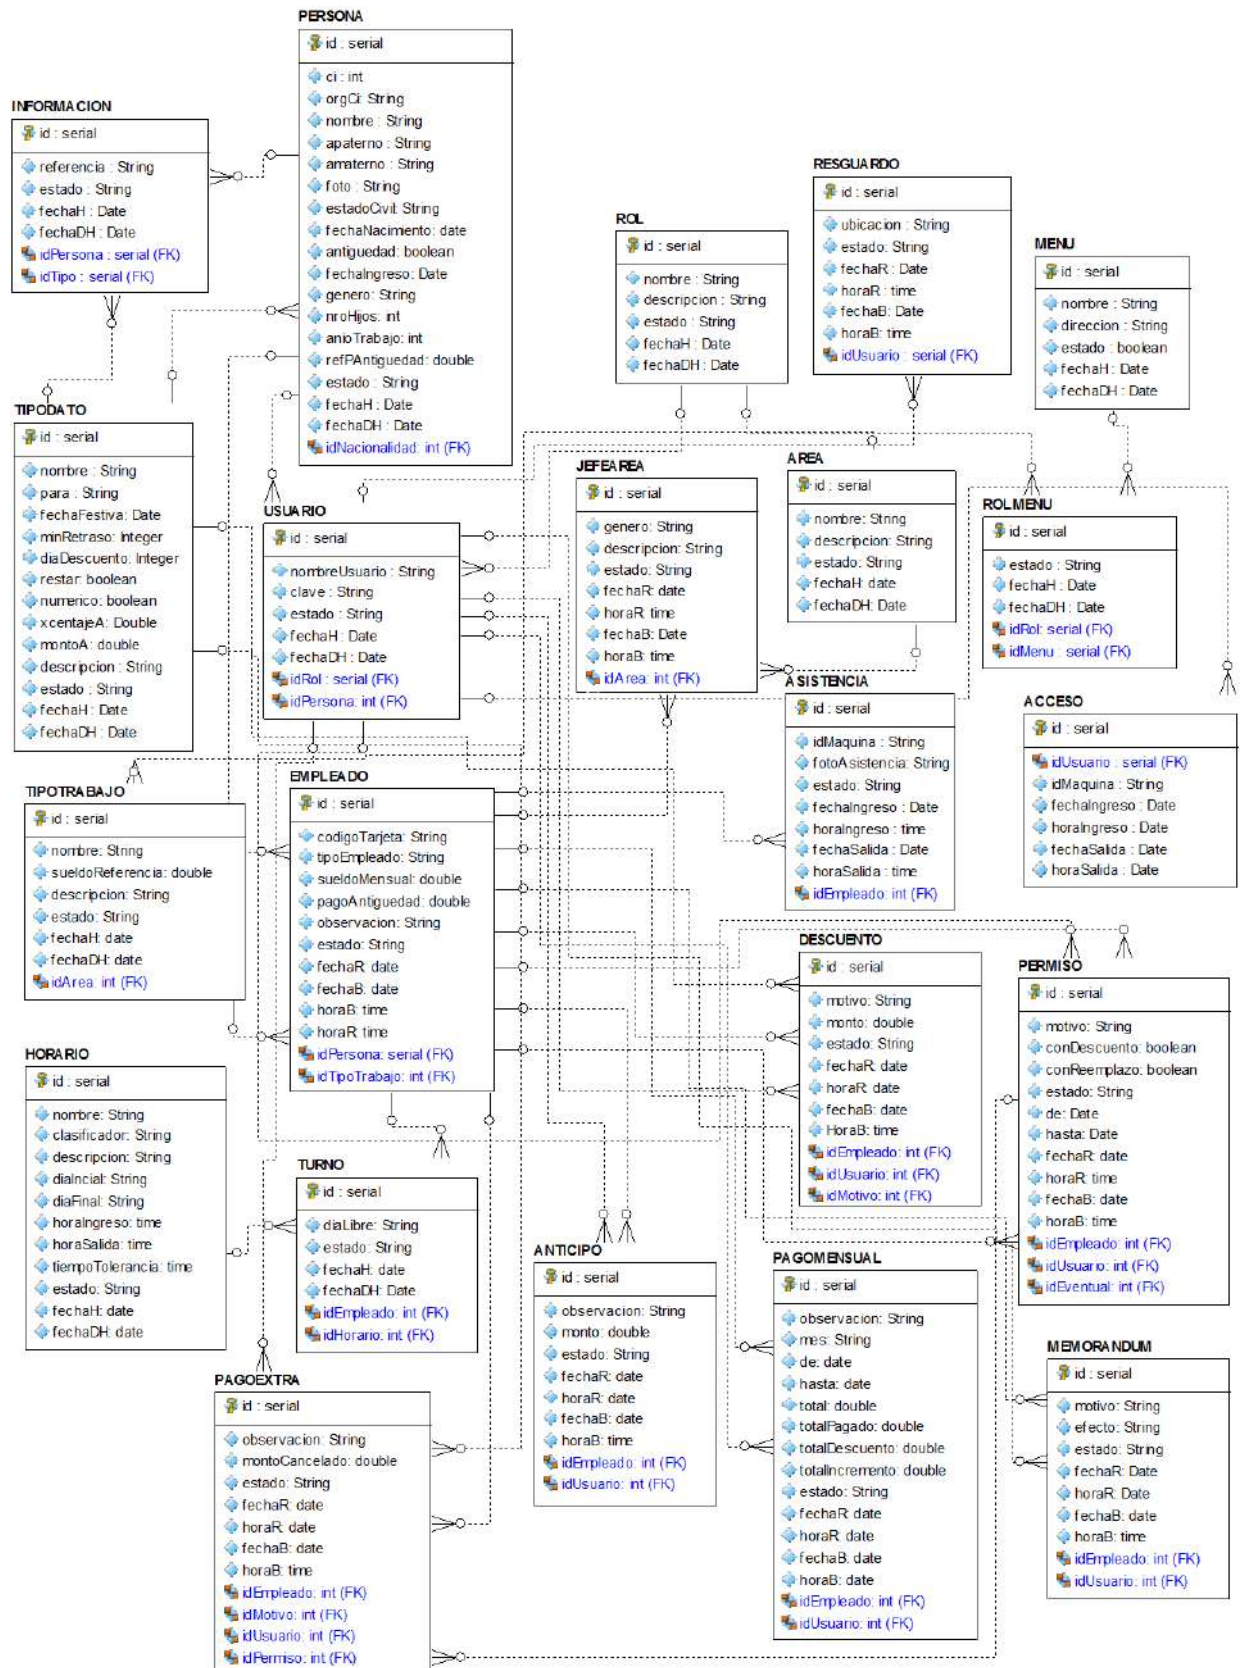 PERSONA
id : serial
ci : int
orgCi: String
nombre : String
apaterno : String
amaterno : String
foto : String
estadoCivil: String
fechaNacimiento: date
antiguedad: boolean
fechaIngreso: Date
genero: String
nroHijos: int
anioTrabajo: int
refPAntiguedad: double
estado : String
fechaH : Date
fechaDH : Date
idNacionalidad: int (FK)
INFORMACION
id : serial
referencia : String
estado : String
fechaH : Date
fechaDH : Date
idPersona : serial (FK)
idTipo : serial (FK)
RESGUARDO
id : serial
ubicacion : String
estado: String
fechaR : Date
horaR : time
fechaB: Date
horaB: time
idUsuario : serial (FK)
ROL
id : serial
nombre : String
descripcion : String
estado : String
fechaH : Date
fechaDH : Date
MENU
id : serial
nombre : String
direccion : String
estado : boolean
fechaH : Date
fechaDH : Date
TIPODATO
id : serial
nombre : String
para : String
fechaFestiva: Date
minRetraso: Integer
diaDescuento: Integer
restar: boolean
numerico: boolean
xcentajeA: Double
montoA: double
descripcion : String
estado : String
fechaH : Date
fechaDH : Date
USUARIO
id : serial
nombreUsuario : String
clave : String
estado : String
fechaH : Date
fechaDH : Date
idRol : serial (FK)
idPersona: int (FK)
JEFEAREA
id : serial
genero: String
descripcion: String
estado: String
fechaR: date
horaR: time
fechaB: Date
horaB: time
idArea: int (FK)
AREA
id : serial
nombre: String
descripcion: String
estado: String
fechaH: date
fechaDH: Date
ROLMENU
id : serial
estado : String
fechaH : Date
fechaDH : Date
idRol: serial (FK)
idMenu : serial (FK)
ASISTENCIA
id : serial
idMaquina : String
fotoAsistencia: String
estado: String
fechaIngreso : Date
horaIngreso : time
fechaSalida : Date
horaSalida : time
idEmpleado: int (FK)
ACCESO
id : serial
idUsuario : serial (FK)
idMaquina : String
fechaIngreso : Date
horaIngreso : Date
fechaSalida : Date
horaSalida : Date
TIPOTRABAJO
id : serial
nombre: String
sueldoReferencia: double
descripcion: String
estado: String
fechaH: date
fechaDH: date
idArea: int (FK)
EMPLEADO
id : serial
codigoTarjeta: String
tipoEmpleado: String
sueldoMensual: double
pagoAntiguedad: double
observacion: String
estado: String
fechaR: date
fechaB: date
horaB: time
horaR: time
idPersona: serial (FK)
idTipoTrabajo: int (FK)
DESCUENTO
id : serial
motivo: String
monto: double
estado: String
fechaR: date
horaR: date
fechaB: date
HoraB: time
idEmpleado: int (FK)
idUsuario: int (FK)
idMotivo: int (FK)
PERMISO
id : serial
motivo: String
conDescuento: boolean
conReemplazo: boolean
estado: String
de: Date
hasta: Date
fechaR: date
horaR: time
fechaB: date
horaB: time
idEmpleado: int (FK)
idUsuario: int (FK)
idEventual: int (FK)
HORARIO
id : serial
nombre: String
clasificador: String
descripcion: String
diaIncial: String
diaFinal: String
horaIngreso: time
horaSalida: time
tiempoTolerancia: time
estado: String
fechaH: date
fechaDH: date
TURNO
id : serial
diaLibre: String
estado: String
fechaH: date
fechaDH: Date
idEmpleado: int (FK)
idHorario: int (FK)
ANTICIPO
id : serial
observacion: String
monto: double
estado: String
fechaR: date
horaR: date
fechaB: date
horaB: time
idEmpleado: int (FK)
idUsuario: int (FK)
PAGOMENSUAL
id : serial
observacion: String
mes: String
de: date
hasta: date
total: double
totalPagado: double
totalDescuento: double
totalIncremento: double
estado: String
fechaR: date
horaR: date
fechaB: date
horaB: date
idEmpleado: int (FK)
idUsuario: int (FK)
MEMORANDUM
id : serial
motivo: String
efecto: String
estado: String
fechaR: Date
horaR: Date
fechaB: date
horaB: time
idEmpleado: int (FK)
idUsuario: int (FK)
PAGOEXTRA
id : serial
observacion: String
montoCancelado: double
estado: String
fechaR: date
horaR: date
fechaB: date
horaB: time
idEmpleado: int (FK)
idMotivo: int (FK)
idUsuario: int (FK)
idPermiso: int (FK)